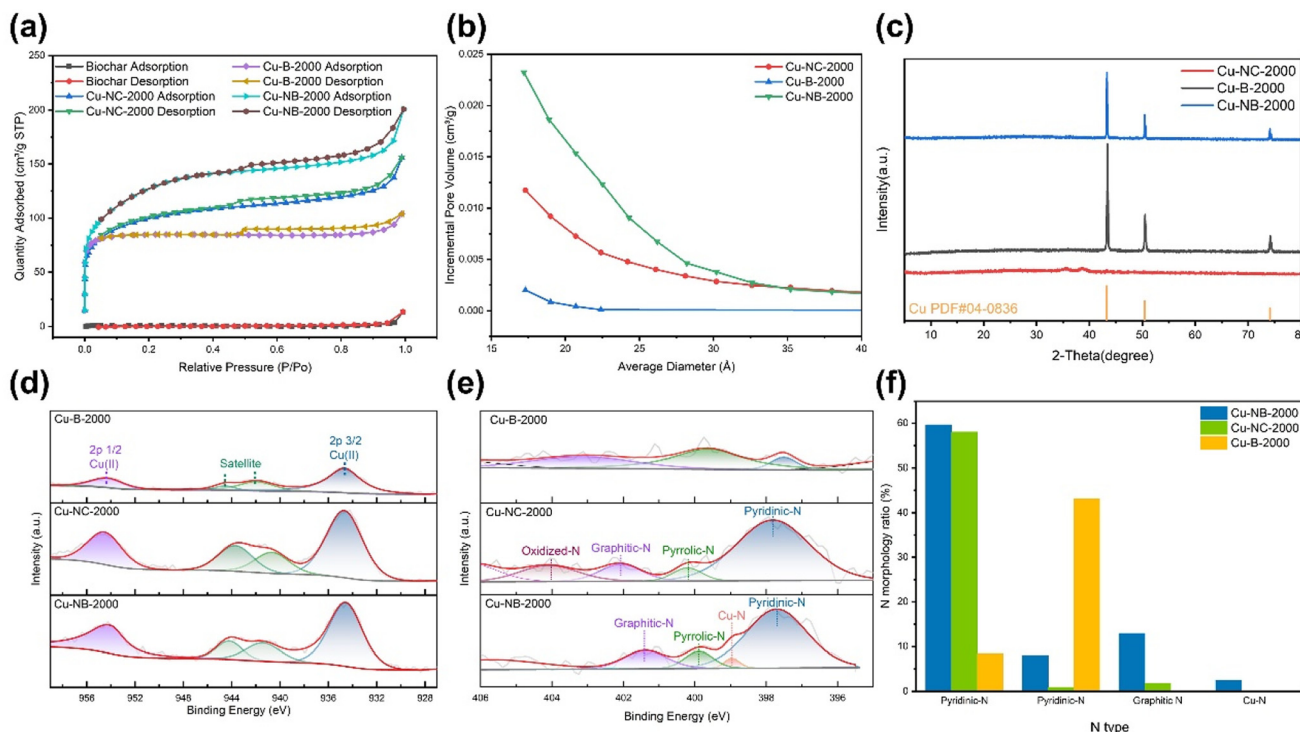 (a)
Quantity Adsorbed (cm³/g STP)
250
200
150
100
50
0
Biochar Adsorption
Biochar Desorption
Cu-NC-2000 Adsorption
Cu-NC-2000 Desorption
Cu-B-2000 Adsorption
Cu-B-2000 Desorption
Cu-NB-2000 Adsorption
Cu-NB-2000 Desorption
0.0 0.2 0.4 0.6 0.8 1.0
Relative Pressure (P/Po)
(b)
Incremental Pore Volume (cm³/g)
0.025
0.020
0.015
0.010
0.005
0.000
Cu-NC-2000
Cu-B-2000
Cu-NB-2000
15 20 25 30 35 40
Average Diameter (Å)
(c)
Intensity(a.u.)
Cu-NC-2000
Cu-B-2000
Cu-NB-2000
Cu PDF#04-0836
10 20 30 40 50 60 70 80
2-Theta(degree)
(d)
Intensity (a.u.)
Cu-B-2000
2p 1/2
Cu(II)
Satellite
2p 3/2
Cu(II)
Cu-NC-2000
Cu-NB-2000
956 952 948 944 940 936 932 928
Binding Energy (eV)
(e)
Intensity (a.u.)
Cu-B-2000
Cu-NC-2000
Oxidized-N
Graphitic-N
Pyrrolic-N
Pyridinic-N
Cu-NB-2000
Graphitic-N
Pyrrolic-N
Cu-N
Pyridinic-N
406 404 402 400 398 396
Binding Energy (eV)
(f)
N morphology ratio (%)
60
50
40
30
20
10
0
Cu-NB-2000
Cu-NC-2000
Cu-B-2000
Pyridinic-N Pyridinic-N Graphitic N Cu-N
N type